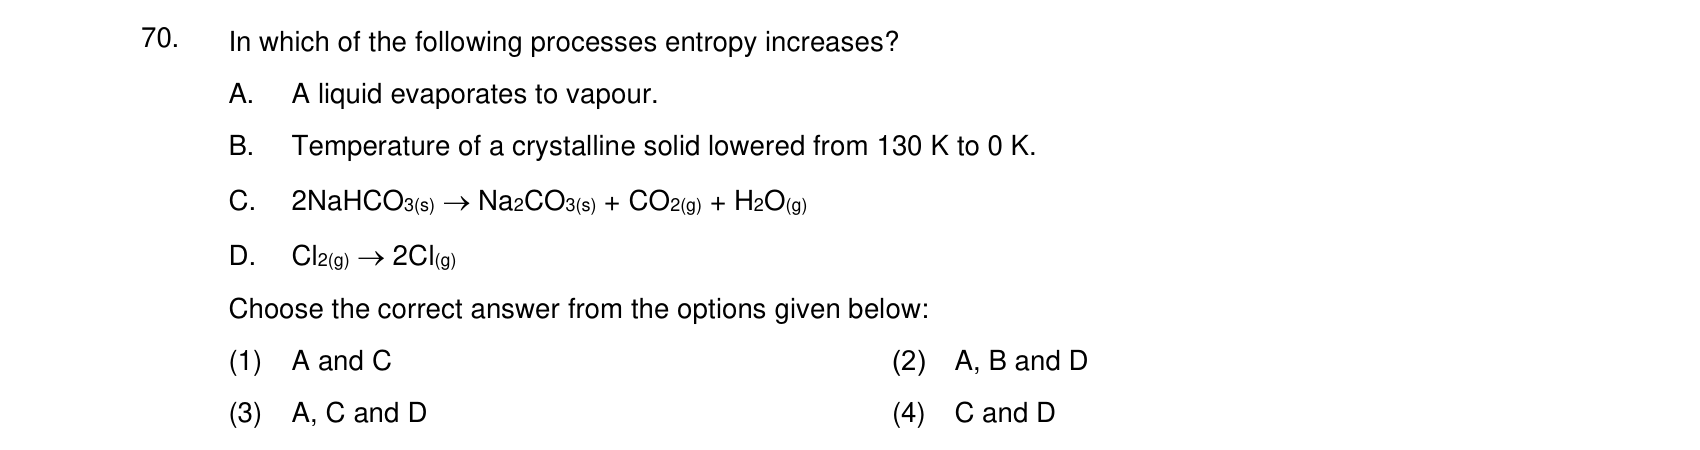 70. In which of the following processes entropy increases?
A. A liquid evaporates to vapour.
B. Temperature of a crystalline solid lowered from 130 K to 0 K.
C. 2NaHCO3(s) → Na2CO3(s) + CO2(g) + H2O(g)
D. Cl2(g) → 2Cl(g)
Choose the correct answer from the options given below:
(1) A and C (2) A, B and D
(3) A, C and D (4) C and D